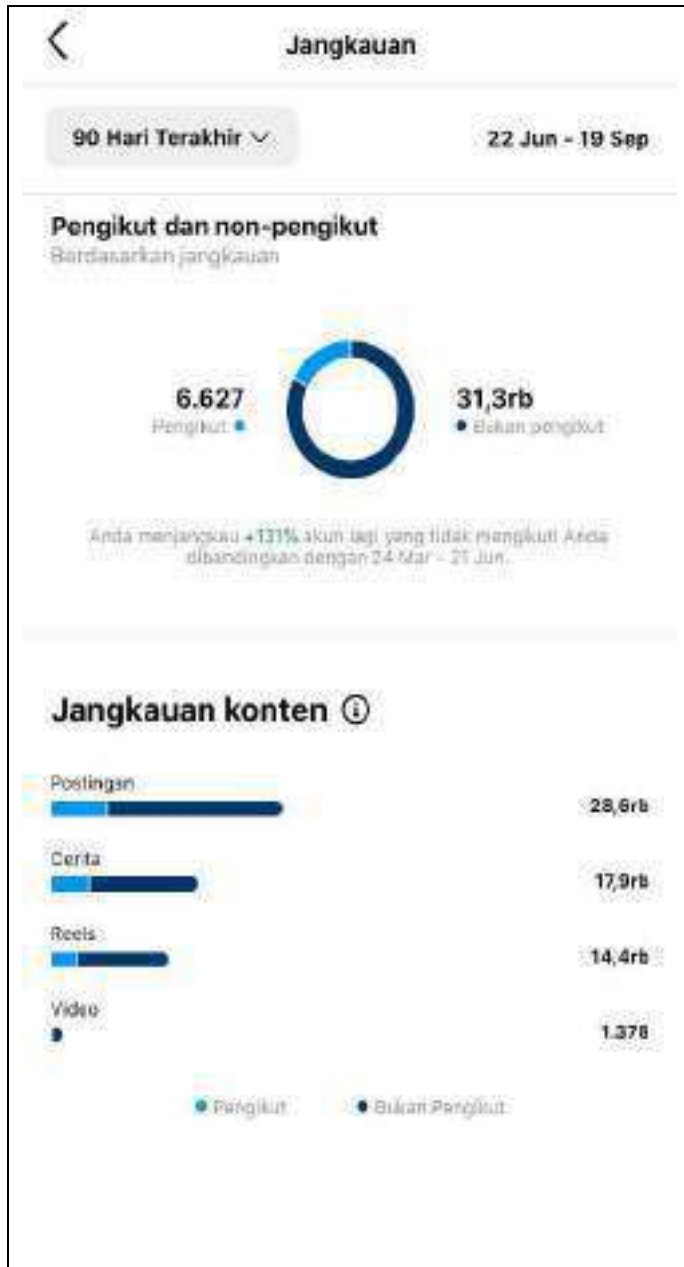 Jangkauan
90 Hari Terakhir
22 Jun - 19 Sep
Pengikut dan non-pengikut
Berdasarkan jangkauan
6.627
Pengikut
31,3rb
Bukan pengikut
Anda menjangkau +131% akun lagi yang tidak mengikuti Anda
dibandingkan dengan 24 Mar - 21 Jun.
Jangkauan konten
Postingan
28,6rb
Cerita
17,9rb
Reels
14,4rb
Video
1.378
Pengikut
Bukan Pengikut